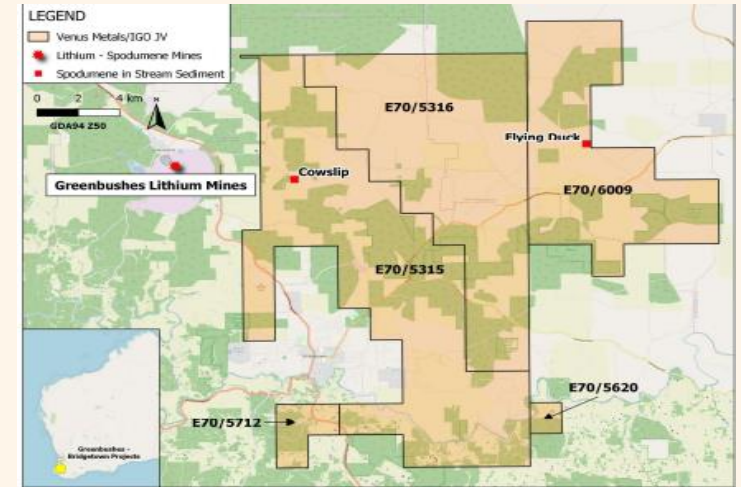 LEGEND
Venus Metals/IGO JV
Lithium - Spodumene Mines
Spodumene in Stream Sediment
0 2 4 km
N
GDA94 Z50
E70/5316
Flying Duck
Cowslip
Greenbushes Lithium Mines
E70/6009
E70/5315
E70/5620
E70/5712
Greenbushes -
Bridgetown Projects